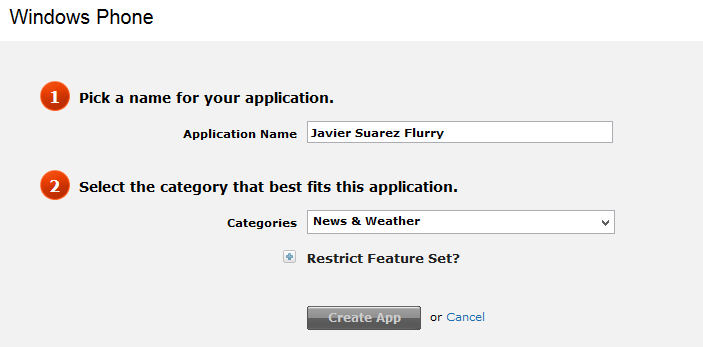 Windows Phone
1 Pick a name for your application.
Application Name Javier Suarez Flurry
2 Select the category that best fits this application.
Categories News & Weather
Restrict Feature Set?
Create App or Cancel